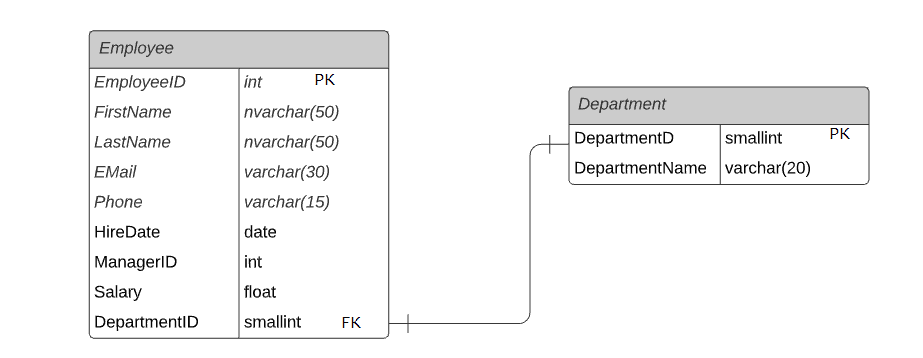 Employee
EmployeeID int PK
FirstName nvarchar(50)
LastName nvarchar(50)
EMail varchar(30)
Phone varchar(15)
HireDate date
ManagerID int
Salary float
DepartmentID smallint FK
Department
DepartmentD smallint PK
DepartmentName varchar(20)